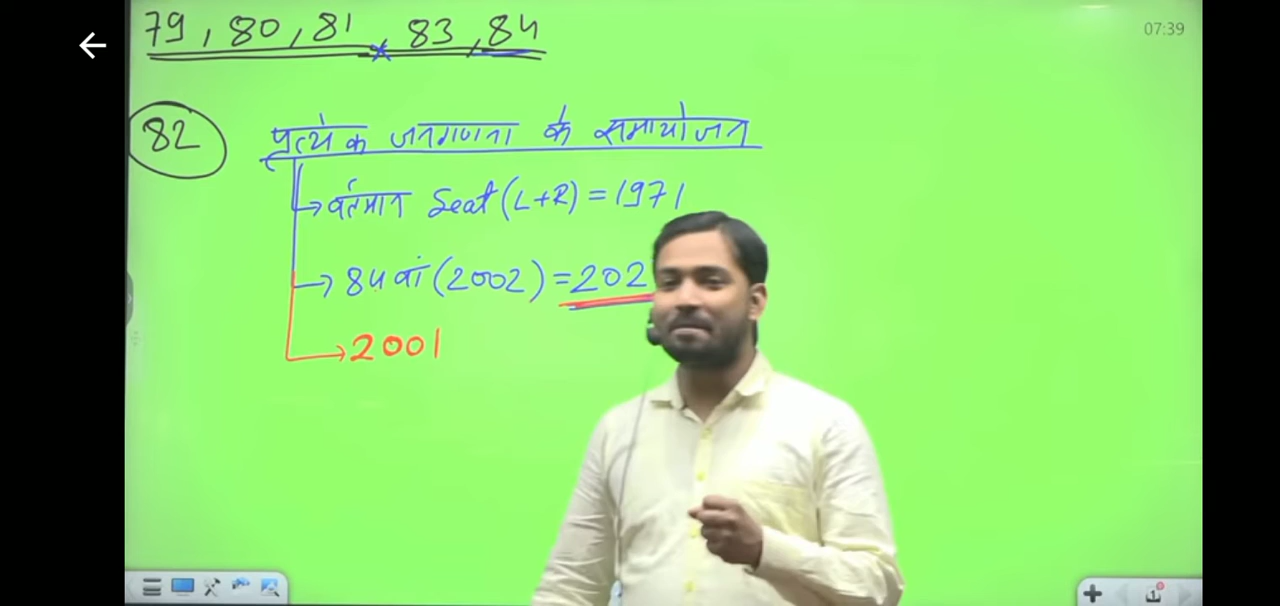 79, 80, 81, 83, 84
07:39
82 प्रत्येक जनगणना के समायोजन
→ वर्तमान Seat (L+R) = 1971
→ 84वां (2002) = 202
→ 2001